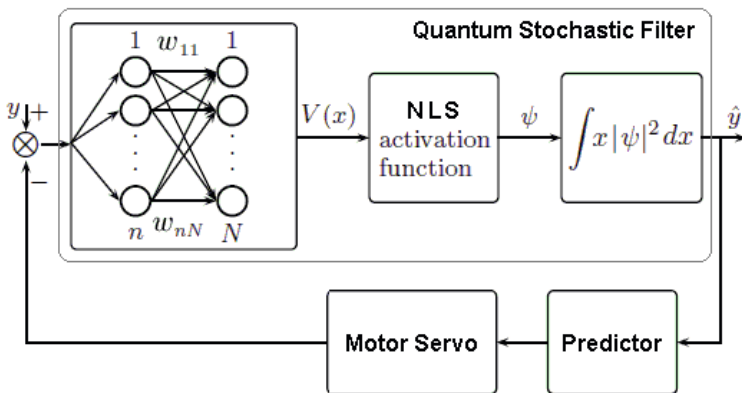 Quantum Stochastic Filter
1 w₁₁ 1
y +
⊗
−
n wₙN N
V(x)
NLS
activation
function
ψ
∫x|ψ|²dx
ŷ
Motor Servo
Predictor